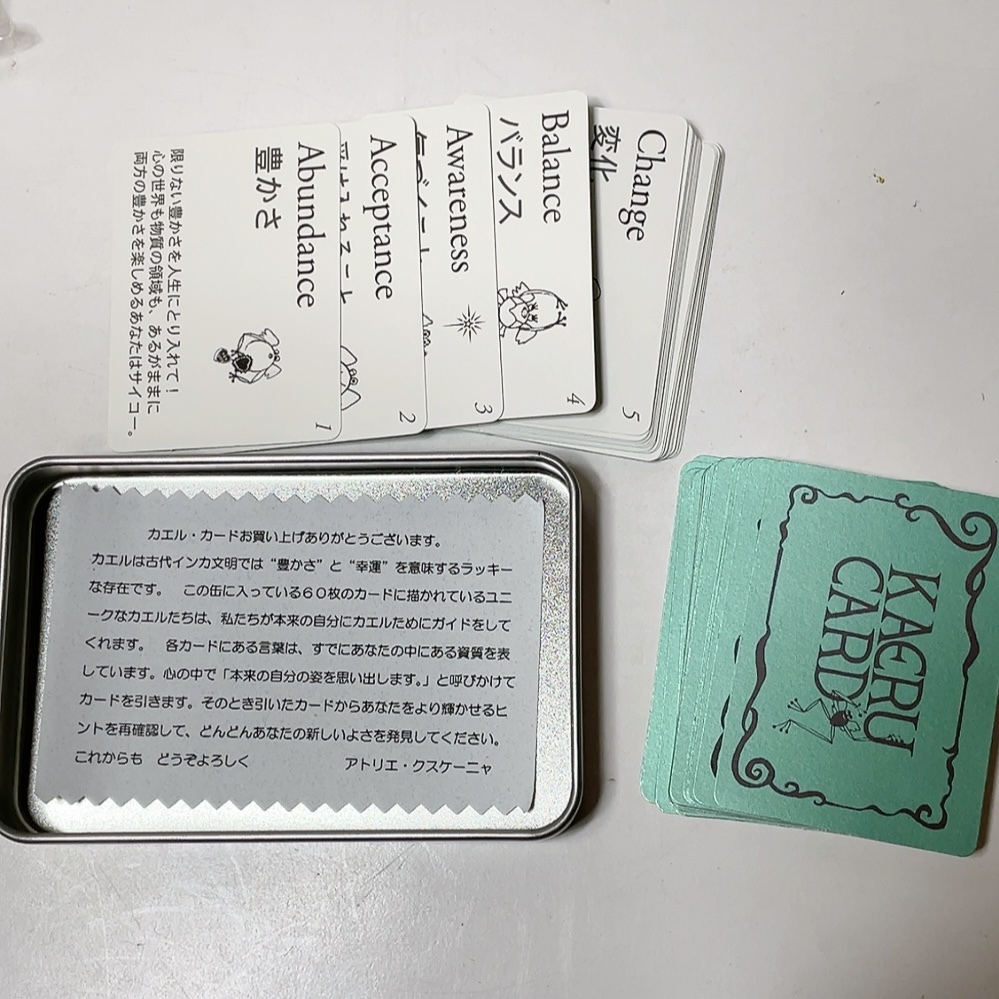 Change
変化
5
Balance
バランス
4
Awareness
3
Acceptance
2
Abundance
豊かさ
限りない豊かさを人生にとり入れて！
心の世界も物質の領域も、あるがままに
両方の豊かさを楽しめるあなたはサイコー。
1
カエル・カードお買い上げありがとうございます。
カエルは古代インカ文明では“豊かさ”と“幸運”を意味するラッキー
な存在です。　この缶に入っている６０枚のカードに描かれているユニ
ークなカエルたちは、私たちが本来の自分にカエルためにガイドをして
くれます。　各カードにある言葉は、すでにあなたの中にある資質を表
しています。心の中で「本来の自分の姿を思い出します。」と呼びかけて
カードを引きます。そのとき引いたカードからあなたをより輝かせるヒ
ントを再確認して、どんどんあなたの新しいよさを発見してください。
これからも　どうぞよろしく　　　　　　アトリエ・クスケーニャ
KAERU
CARD